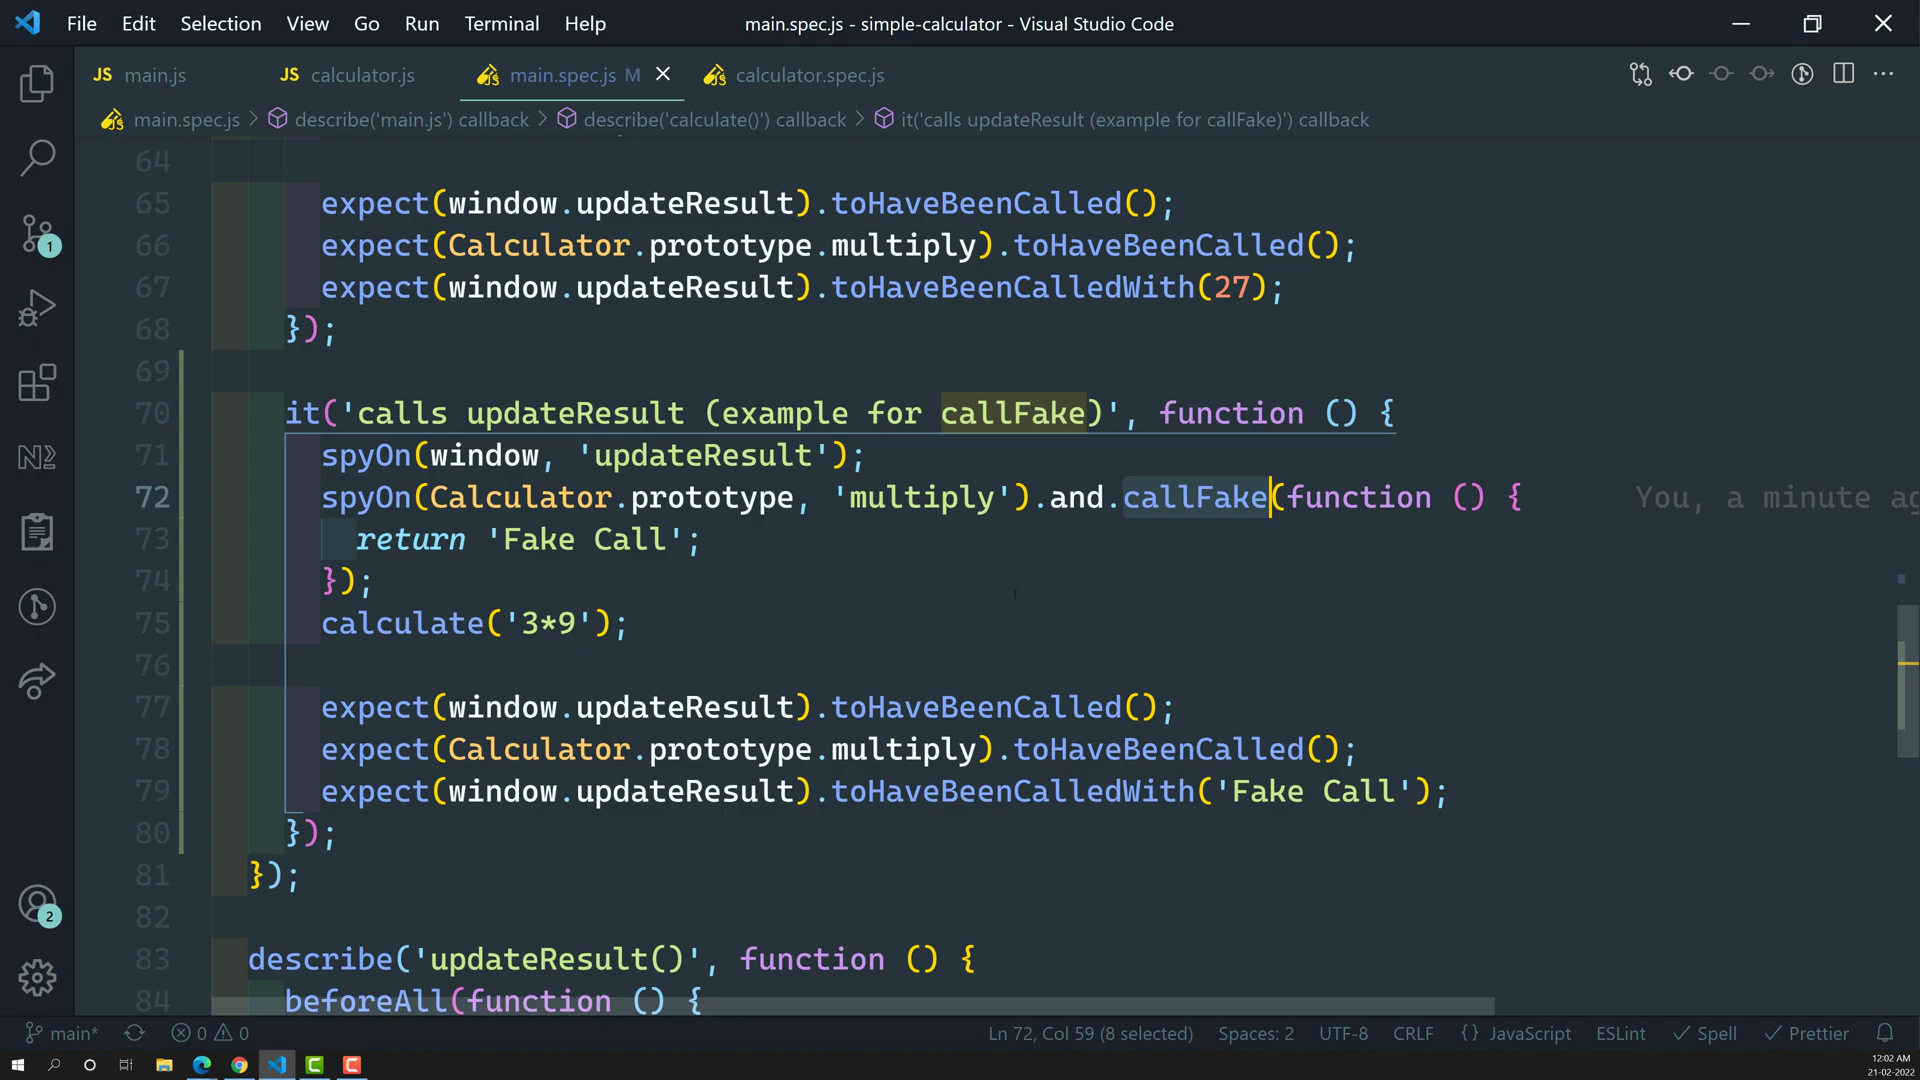 File Edit Selection View Go Run Terminal Help main.spec.js - simple-calculator - Visual Studio Code
JS main.js JS calculator.js main.spec.js M calculator.spec.js
main.spec.js > describe('main.js') callback > describe('calculate()') callback > it('calls updateResult (example for callFake)') callback
64
65 expect(window.updateResult).toHaveBeenCalled();
66 expect(Calculator.prototype.multiply).toHaveBeenCalled();
67 expect(window.updateResult).toHaveBeenCalledWith(27);
68 });
69
70 it('calls updateResult (example for callFake)', function () {
71 spyOn(window, 'updateResult');
72 spyOn(Calculator.prototype, 'multiply').and.callFake(function () { You, a minute ag
73 return 'Fake Call';
74 });
75 calculate('3*9');
76
77 expect(window.updateResult).toHaveBeenCalled();
78 expect(Calculator.prototype.multiply).toHaveBeenCalled();
79 expect(window.updateResult).toHaveBeenCalledWith('Fake Call');
80 });
81 });
82
83 describe('updateResult()', function () {
84 beforeAll(function () {
1
2
main* 0 0 Ln 72, Col 59 (8 selected) Spaces: 2 UTF-8 CRLF {} JavaScript ESLint Spell Prettier
12:02 AM
21-02-2022